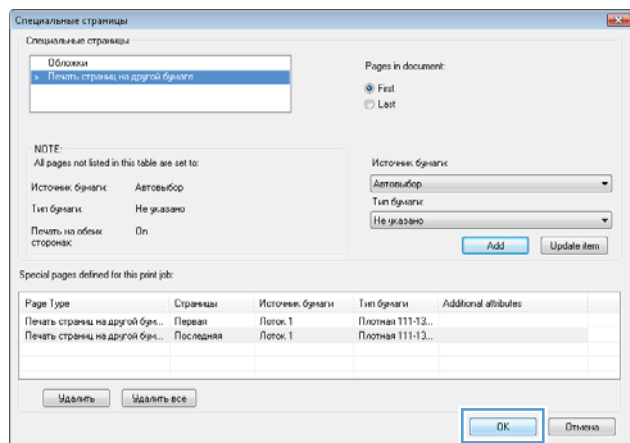 Специальные страницы
Специальные страницы
Обложки
> Печать страниц на другой бумаге
Pages in document:
First
Last
NOTE:
All pages not listed in this table are set to:
Источник бумаги: Автовыбор
Тип бумаги: Не указано
Печать на обеих сторонах: On
Источник бумаги:
Автовыбор
Тип бумаги:
Не указано
Add Update item
Special pages defined for this print job:
Page Type Страницы Источник бумаги Тип бумаги Additional attributes
Печать страниц на другой бум... Первая Лоток 1 Плотная 111-13...
Печать страниц на другой бум... Последняя Лоток 1 Плотная 111-13...
Удалить Удалить все
OK Отмена